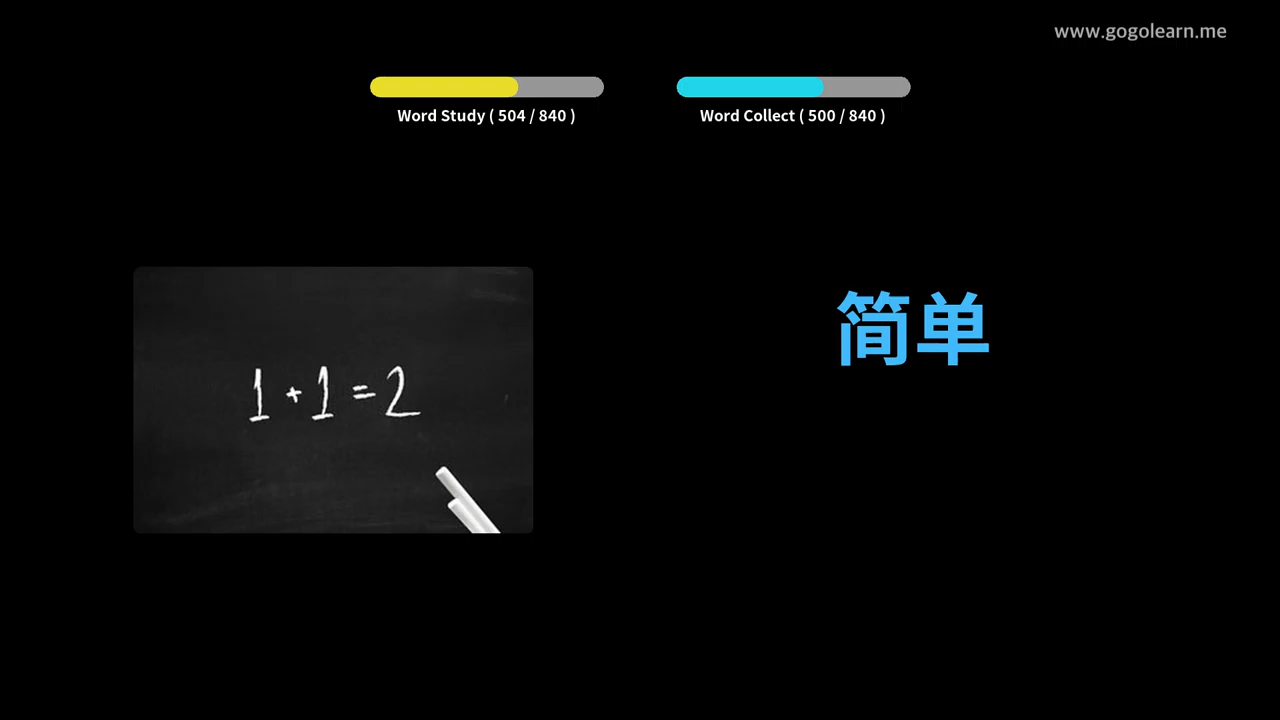 www.gogolearn.me
Word Study ( 504 / 840 )
Word Collect ( 500 / 840 )
简单
1 + 1 = 2